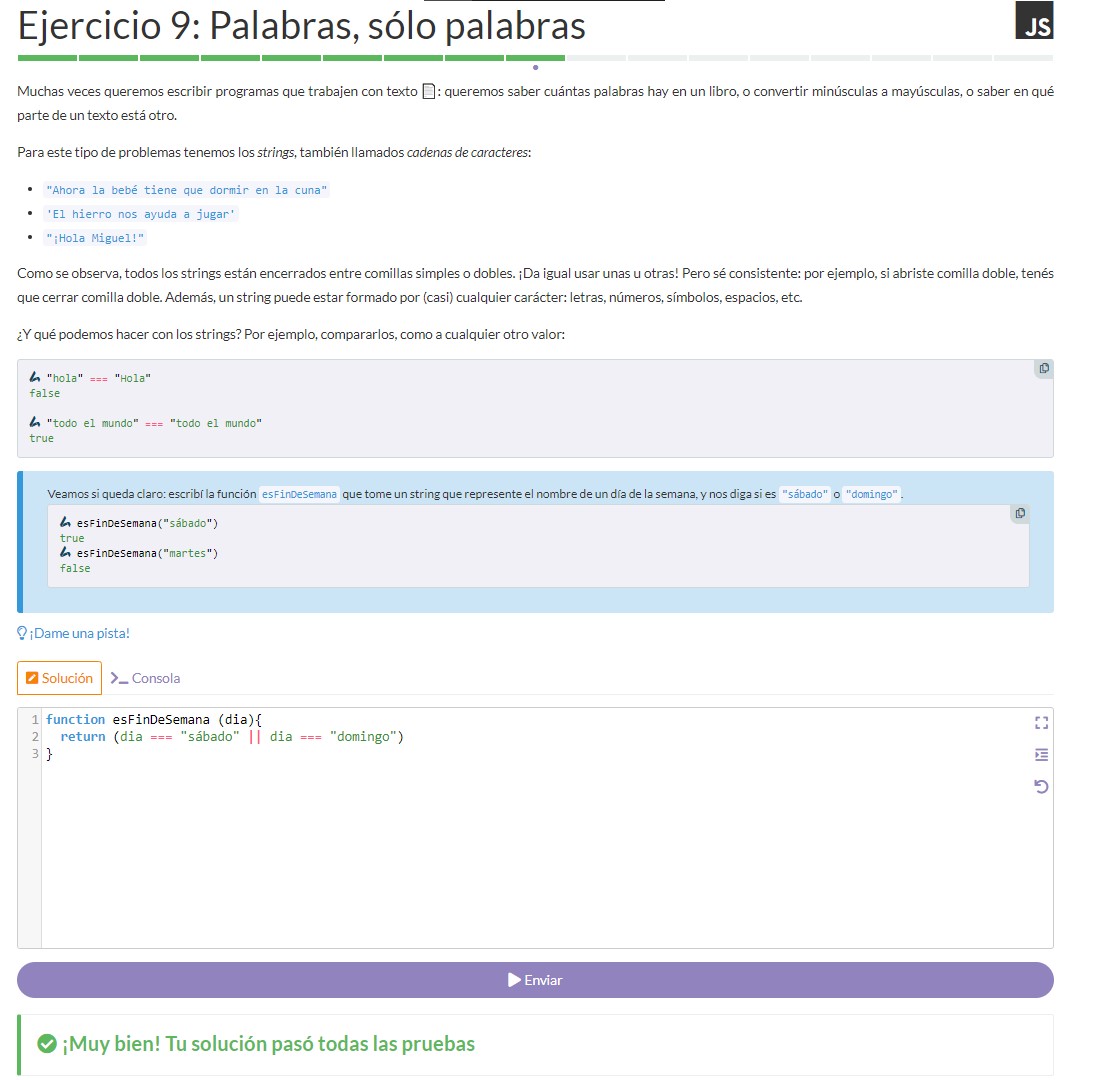 Ejercicio 9: Palabras, sólo palabras
JS
Muchas veces queremos escribir programas que trabajen con texto : queremos saber cuántas palabras hay en un libro, o convertir minúsculas a mayúsculas, o saber en qué
parte de un texto está otro.
Para este tipo de problemas tenemos los strings, también llamados cadenas de caracteres:
"Ahora la bebé tiene que dormir en la cuna"
'El hierro nos ayuda a jugar'
"¡Hola Miguel!"
Como se observa, todos los strings están encerrados entre comillas simples o dobles. ¡Da igual usar unas u otras! Pero sé consistente: por ejemplo, si abriste comilla doble, tenés
que cerrar comilla doble. Además, un string puede estar formado por (casi) cualquier carácter: letras, números, símbolos, espacios, etc.
¿Y qué podemos hacer con los strings? Por ejemplo, compararlos, como a cualquier otro valor:
"hola" === "Hola"
false
"todo el mundo" === "todo el mundo"
true
Veamos si queda claro: escribí la función esFinDeSemana que tome un string que represente el nombre de un día de la semana, y nos diga si es "sábado" o "domingo".
esFinDeSemana("sábado")
true
esFinDeSemana("martes")
false
¡Dame una pista!
Solución
Consola
1 function esFinDeSemana (dia){
2   return (dia === "sábado" || dia === "domingo")
3 }
Enviar
¡Muy bien! Tu solución pasó todas las pruebas